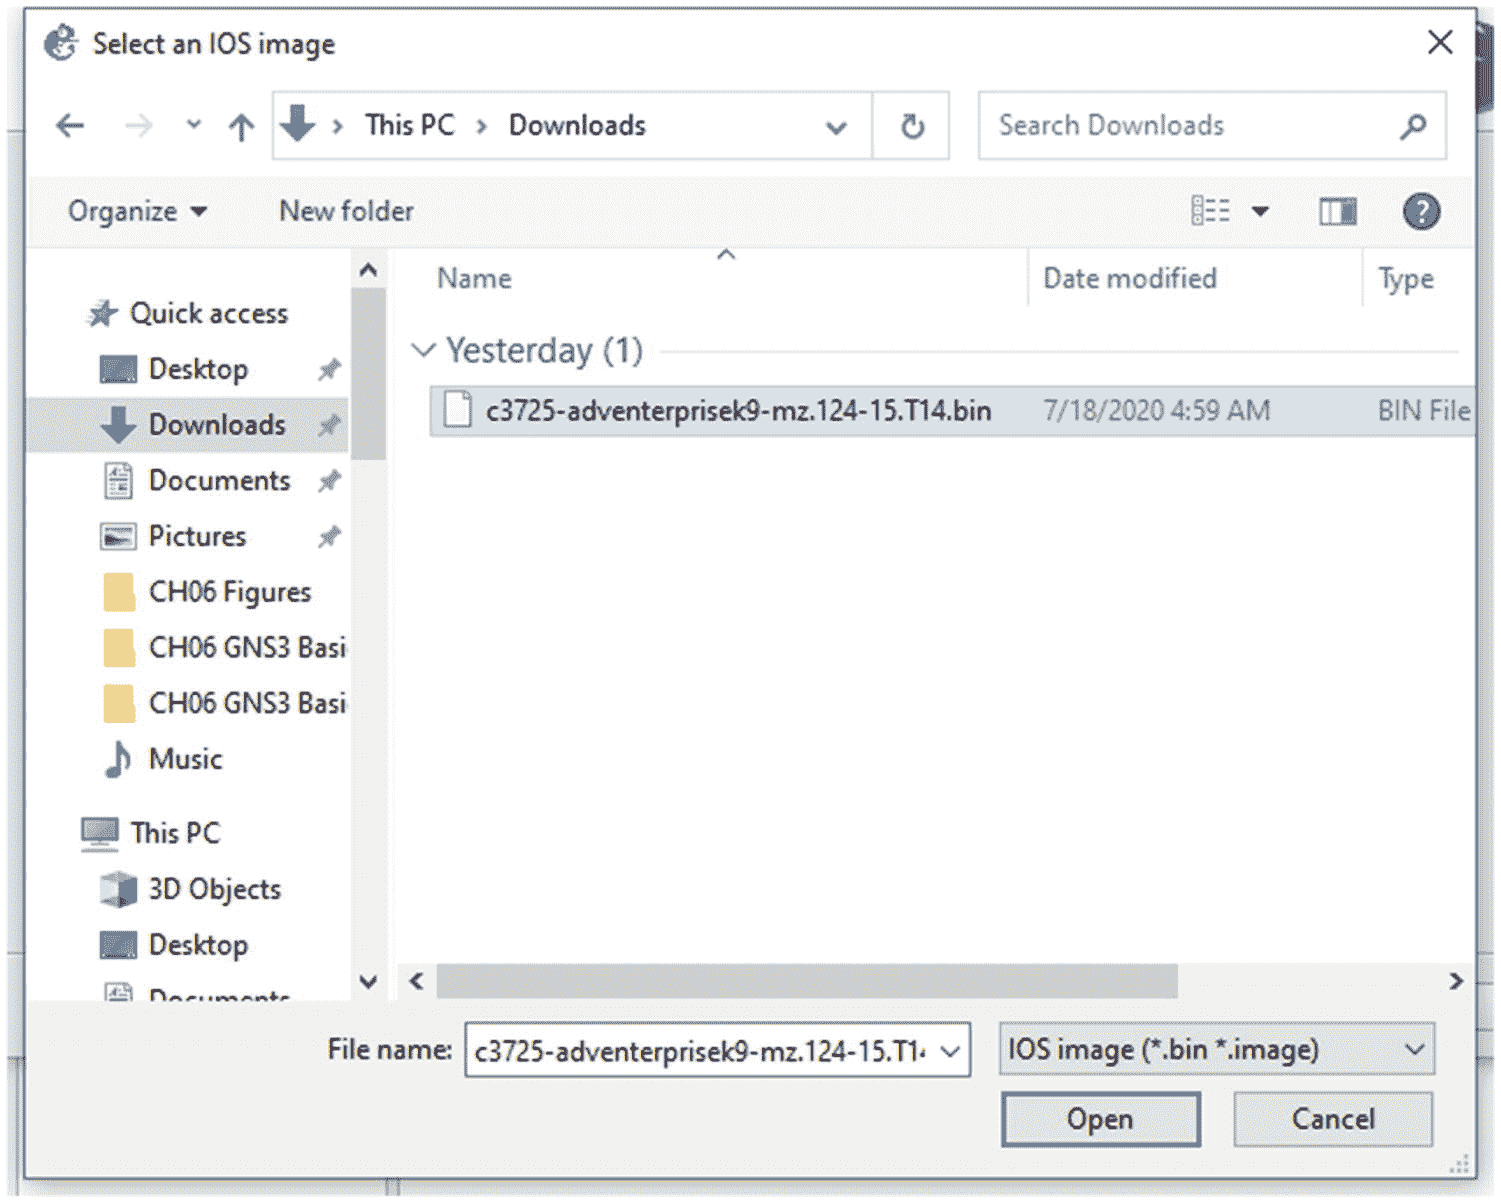 Select an IOS image
This PC > Downloads
Search Downloads
Organize
New folder
?
Name
Date modified
Type
Quick access
Desktop
Downloads
Documents
Pictures
CH06 Figures
CH06 GNS3 Basi
CH06 GNS3 Basi
Music
This PC
3D Objects
Desktop
Documents
Yesterday (1)
c3725-adventerprisek9-mz.124-15.T14.bin
7/18/2020 4:59 AM
BIN File
File name:
c3725-adventerprisek9-mz.124-15.T14
IOS image (*.bin *.image)
Open
Cancel